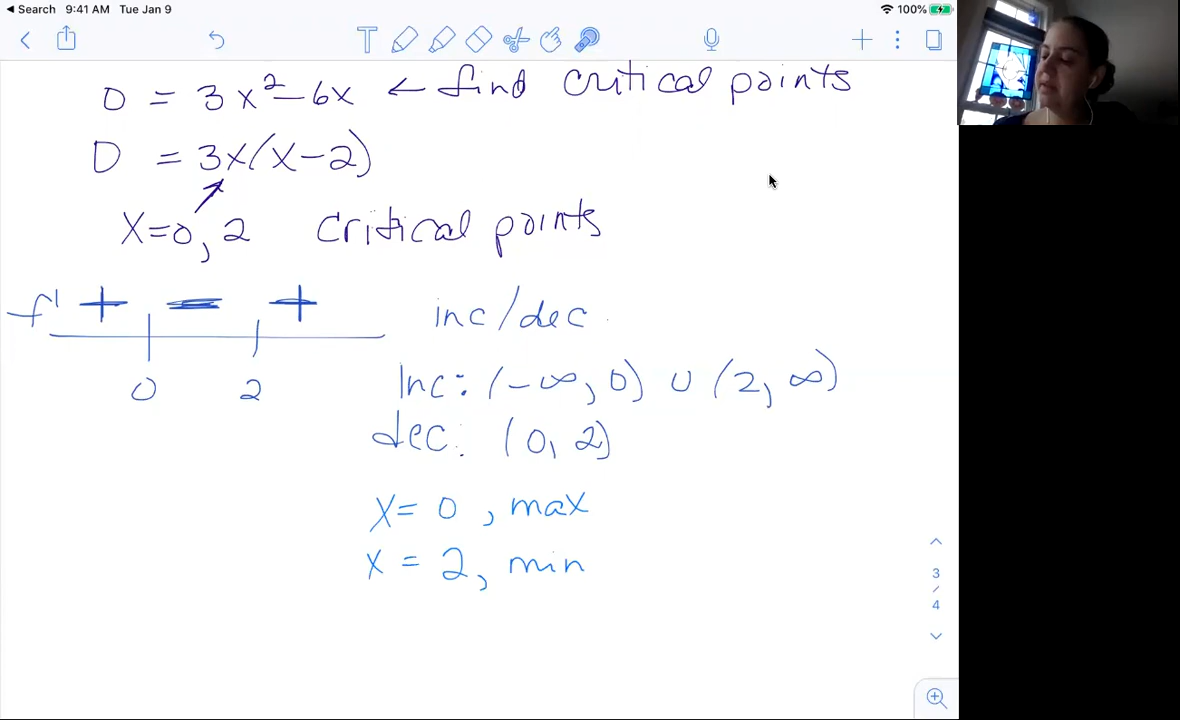 Search 9:41 AM Tue Jan 9 100%
0 = 3x²-6x ← find critical points
0 = 3x(x-2)
x=0, 2 critical points
f' + - +
0 2
inc/dec
Inc: (-∞, 0) ∪ (2, ∞)
dec: (0, 2)
x= 0, max
x = 2, min
3
/
4